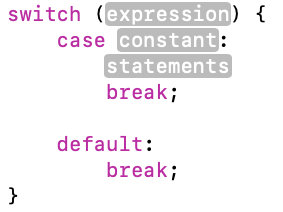 switch (expression) {
    case constant:
        statements
        break;

    default:
        break;
}